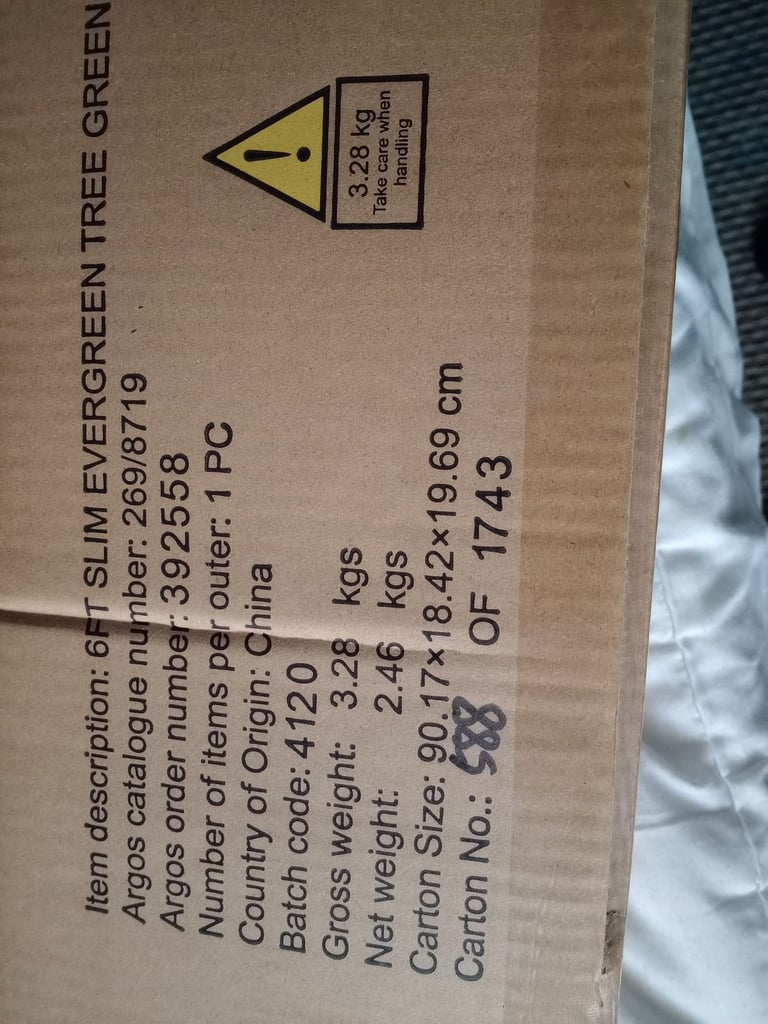 Item description: 6FT SLIM EVERGREEN TREE GREEN
Argos catalogue number: 269/8719
Argos order number: 392558
Number of items per outer: 1 PC
Country of Origin: China
Batch code: 4120
Gross weight: 3.28 kgs
Net weight: 2.46 kgs
Carton Size: 90.17×18.42×19.69 cm
Carton No.: 588 OF 1743
!
3.28 kg
Take care when
handling